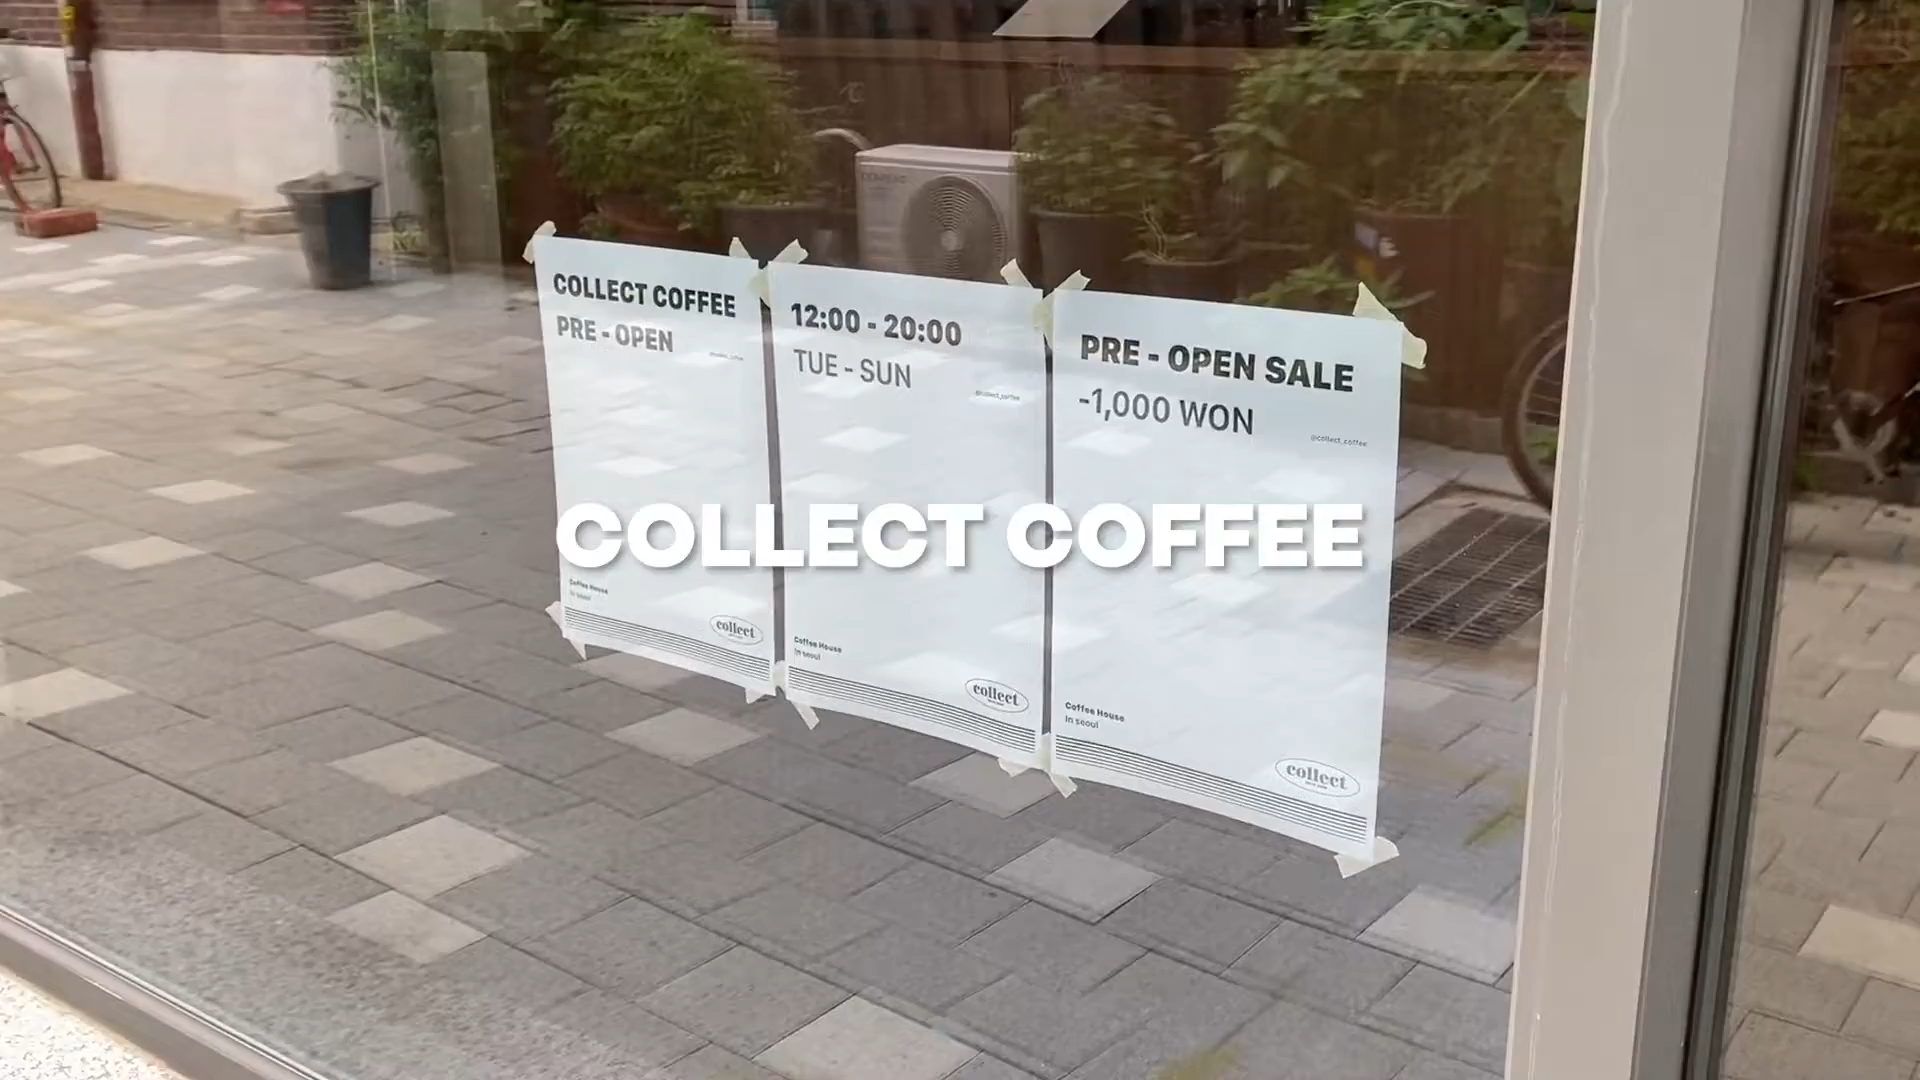 COLLECT COFFEE
PRE - OPEN
Coffee House
In seoul
collect
12:00 - 20:00
TUE - SUN
@collect_coffee
Coffee House
In seoul
collect
PRE - OPEN SALE
-1,000 WON
@collect_coffee
Coffee House
In seoul
collect
COLLECT COFFEE